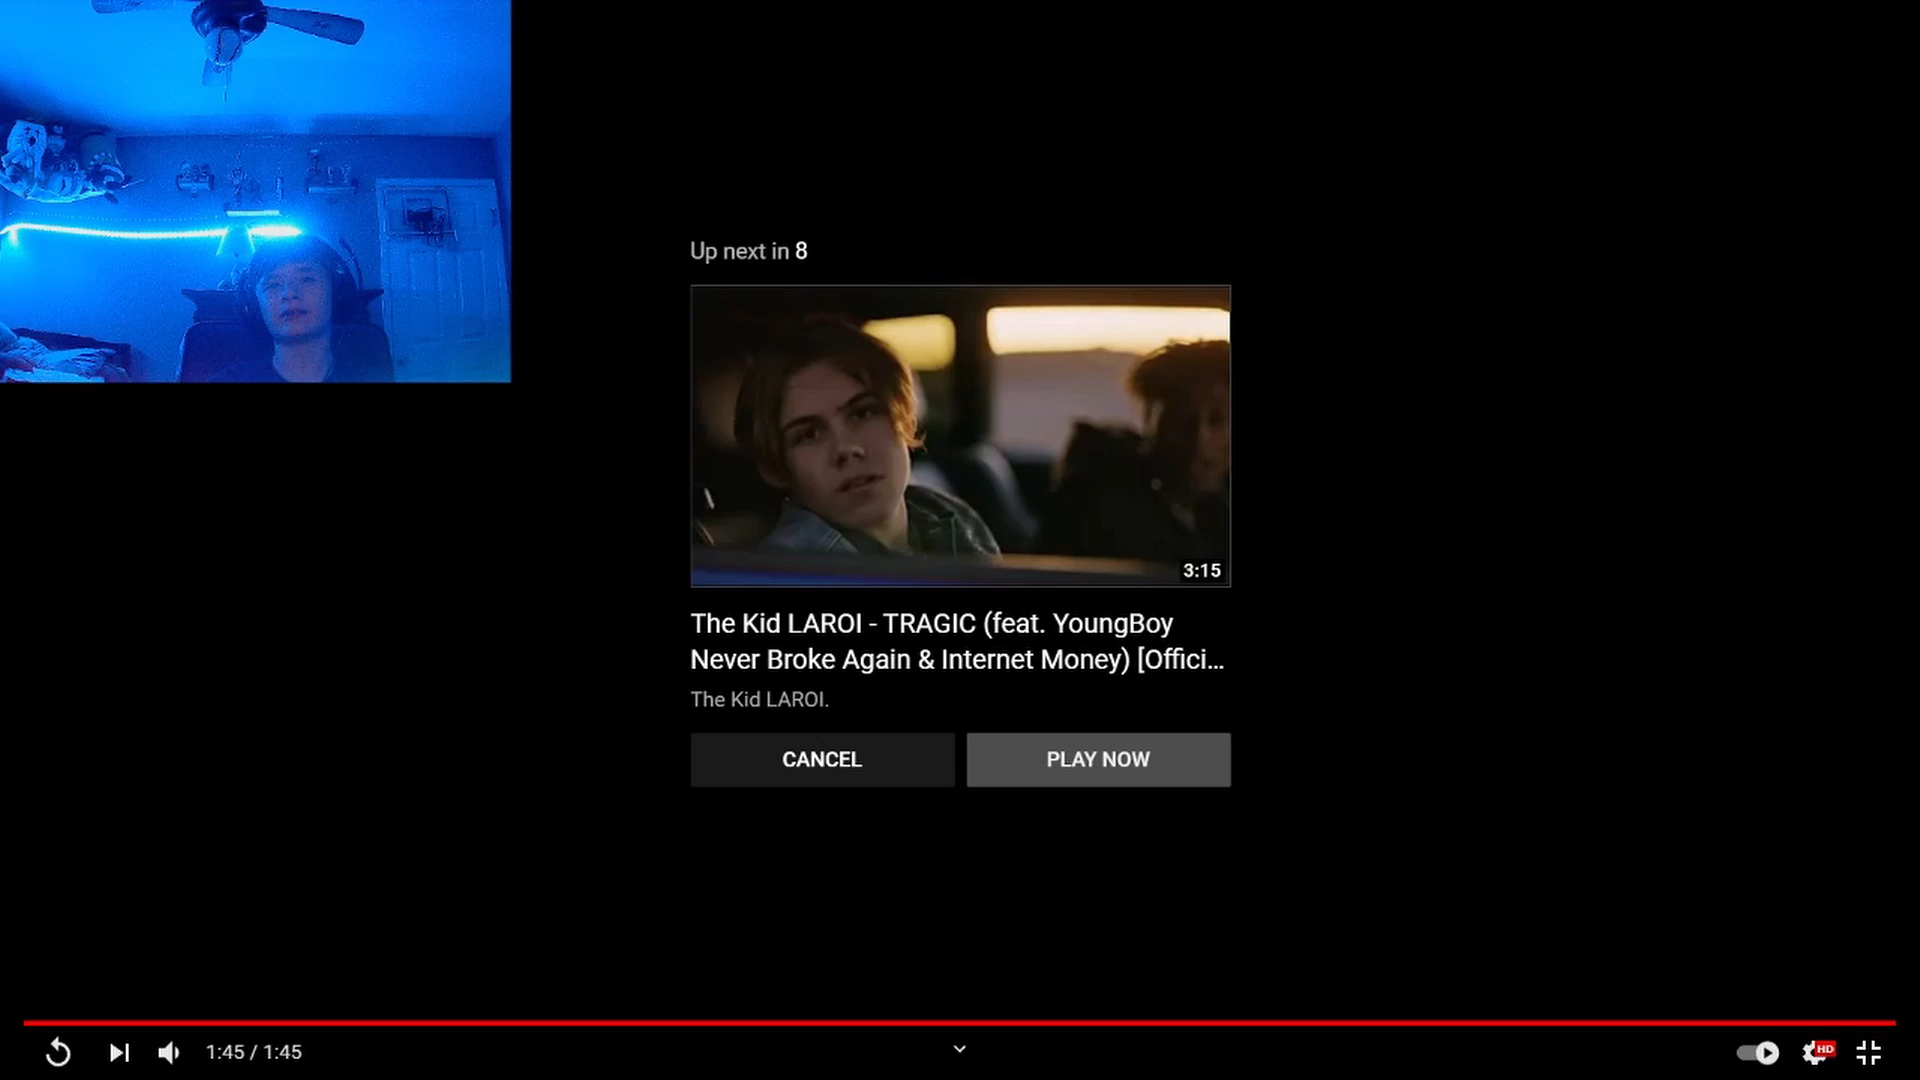 Up next in 8
3:15
The Kid LAROI - TRAGIC (feat. YoungBoy
Never Broke Again & Internet Money) [Offici...
The Kid LAROI.
CANCEL
PLAY NOW
1:45 / 1:45
HD